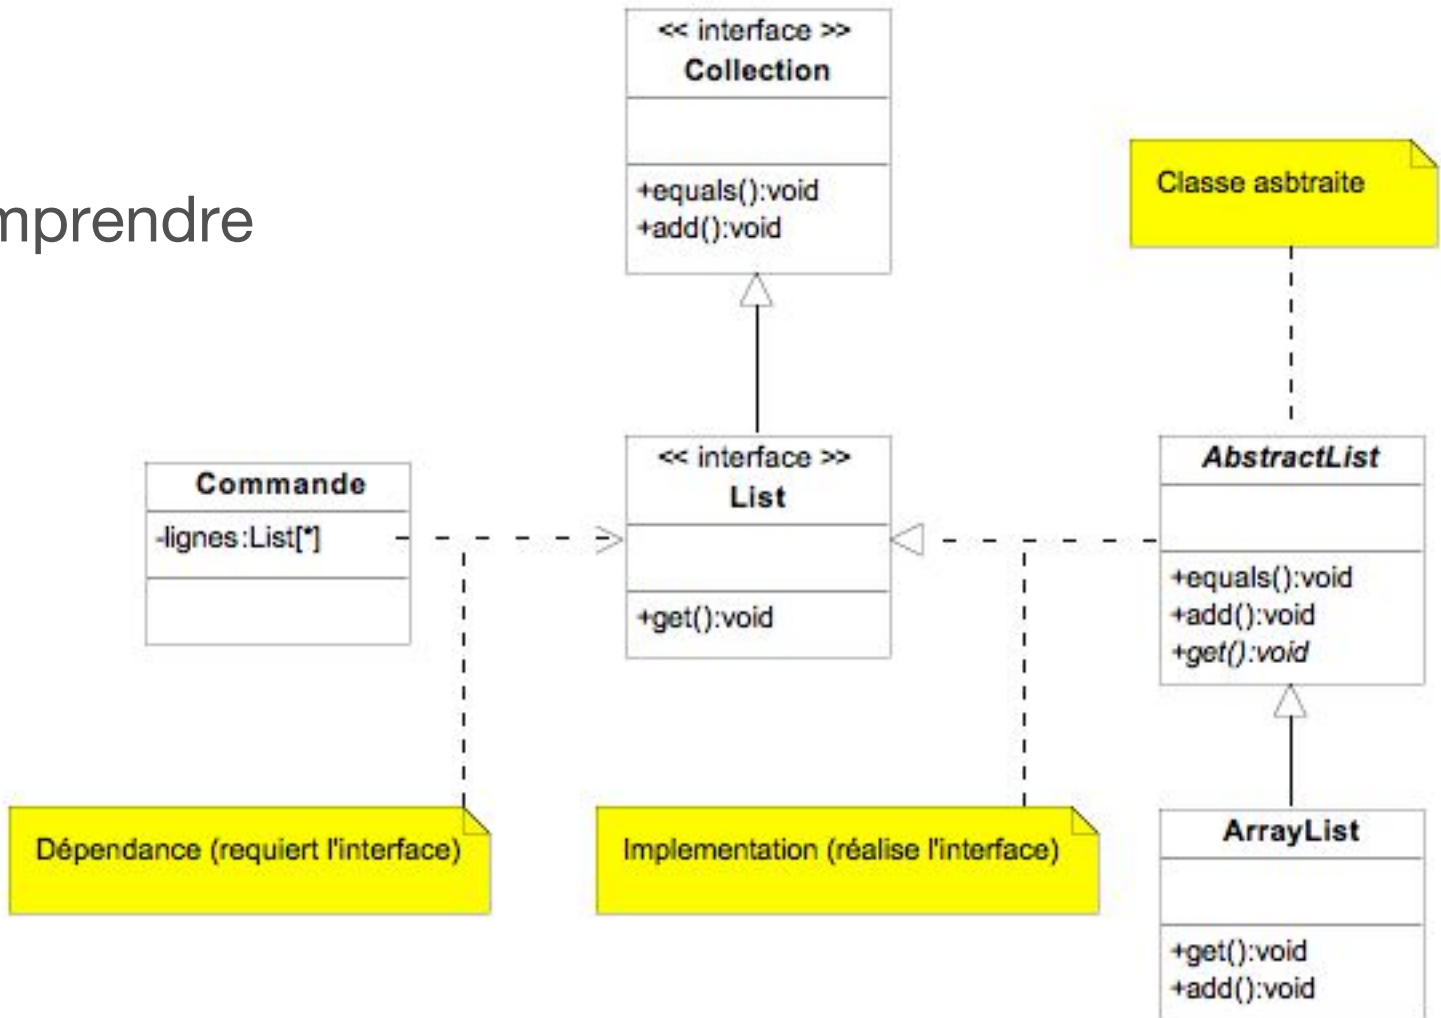 << interface >>
Collection
+equals():void
+add():void
Classe asbtraite
mprendre
<< interface >>
List
+get():void
Commande
-lignes:List[*]
AbstractList
+equals():void
+add():void
+get():void
Dépendance (requiert l'interface)
Implementation (réalise l'interface)
ArrayList
+get():void
+add():void